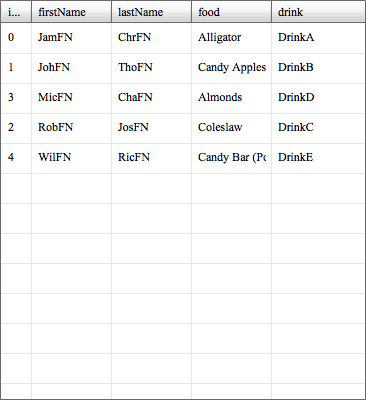 i... firstName lastName food drink
0 JamFN ChrFN Alligator DrinkA
1 JohFN ThoFN Candy Apples DrinkB
3 MicFN ChaFN Almonds DrinkD
2 RobFN JosFN Coleslaw DrinkC
4 WilFN RicFN Candy Bar (Po DrinkE